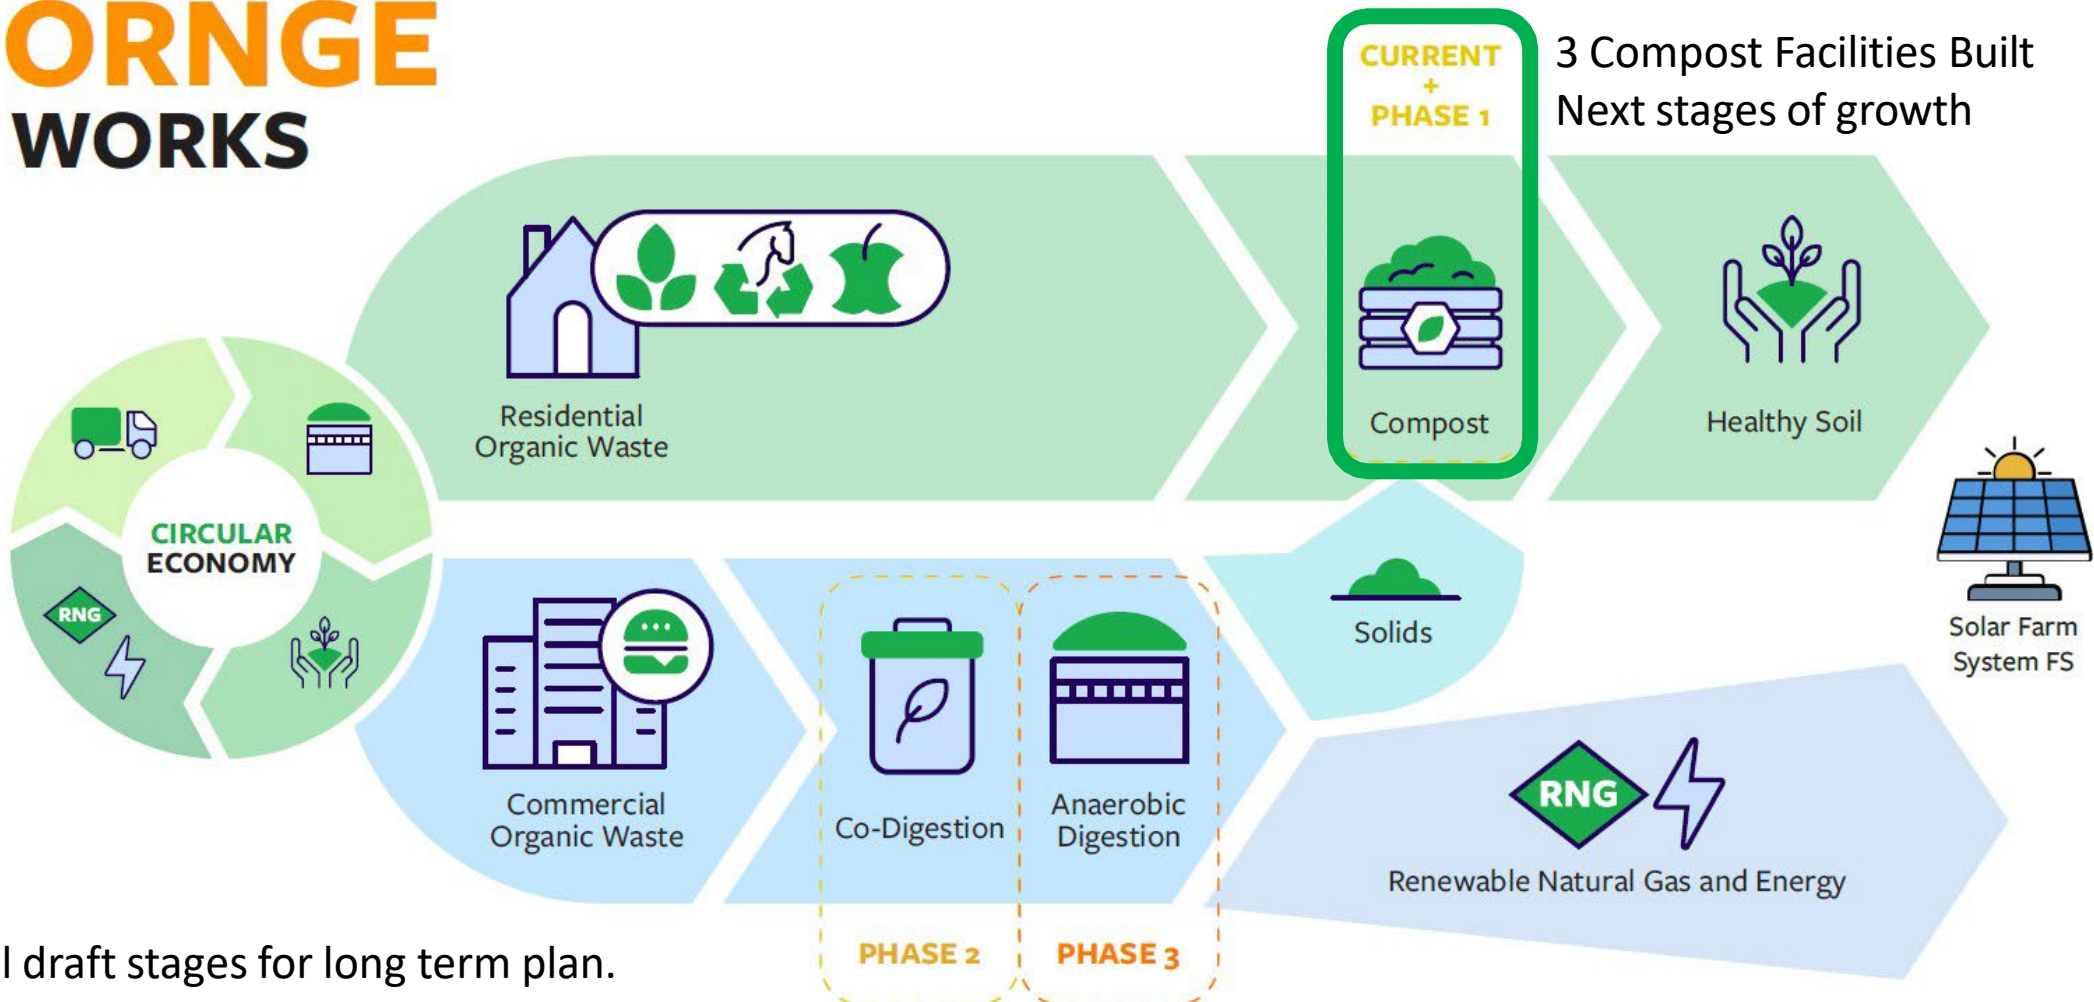 ORNGE
WORKS
CURRENT
+
PHASE 1
3 Compost Facilities Built
Next stages of growth
Residential
Organic Waste
Compost
Healthy Soil
CIRCULAR
ECONOMY
RNG
Solids
Solar Farm
System FS
Commercial
Organic Waste
Co-Digestion
Anaerobic
Digestion
RNG
Renewable Natural Gas and Energy
PHASE 2
PHASE 3
draft stages for long term plan.